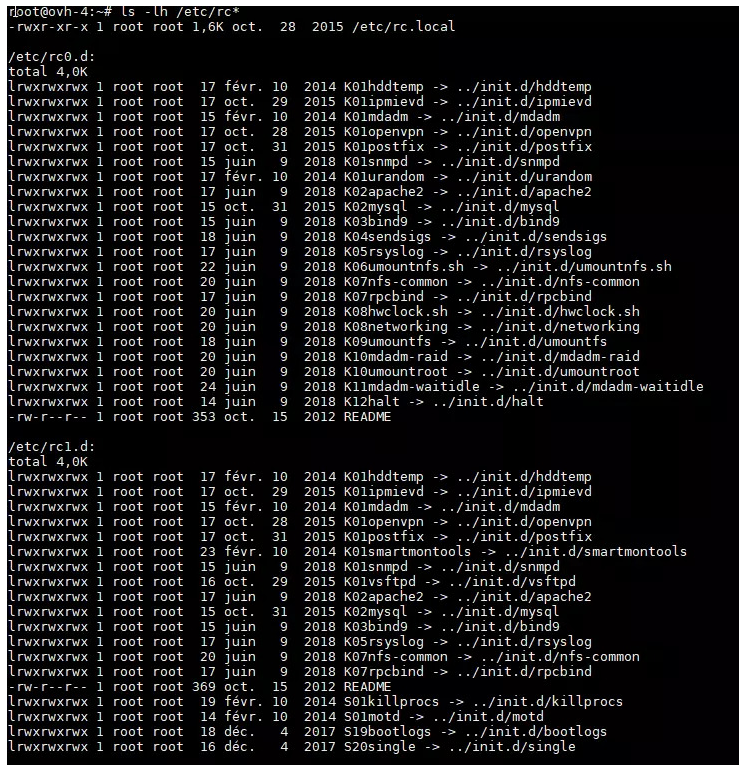 root@ovh-4:~# ls -lh /etc/rc*
-rwxr-xr-x 1 root root 1,6K oct.  28  2015 /etc/rc.local

/etc/rc0.d:
total 4,0K
lrwxrwxrwx 1 root root  17 févr. 10  2014 K01hddtemp -> ../init.d/hddtemp
lrwxrwxrwx 1 root root  17 oct.  29  2015 K01ipmievd -> ../init.d/ipmievd
lrwxrwxrwx 1 root root  15 févr. 10  2014 K01mdadm -> ../init.d/mdadm
lrwxrwxrwx 1 root root  17 oct.  28  2015 K01openvpn -> ../init.d/openvpn
lrwxrwxrwx 1 root root  17 oct.  31  2015 K01postfix -> ../init.d/postfix
lrwxrwxrwx 1 root root  15 juin   9  2018 K01snmpd -> ../init.d/snmpd
lrwxrwxrwx 1 root root  17 févr. 10  2014 K01urandom -> ../init.d/urandom
lrwxrwxrwx 1 root root  17 juin   9  2018 K02apache2 -> ../init.d/apache2
lrwxrwxrwx 1 root root  15 oct.  31  2015 K02mysql -> ../init.d/mysql
lrwxrwxrwx 1 root root  15 juin   9  2018 K03bind9 -> ../init.d/bind9
lrwxrwxrwx 1 root root  18 juin   9  2018 K04sendsigs -> ../init.d/sendsigs
lrwxrwxrwx 1 root root  17 juin   9  2018 K05rsyslog -> ../init.d/rsyslog
lrwxrwxrwx 1 root root  22 juin   9  2018 K06umountnfs.sh -> ../init.d/umountnfs.sh
lrwxrwxrwx 1 root root  20 juin   9  2018 K07nfs-common -> ../init.d/nfs-common
lrwxrwxrwx 1 root root  17 juin   9  2018 K07rpcbind -> ../init.d/rpcbind
lrwxrwxrwx 1 root root  20 juin   9  2018 K08hwclock.sh -> ../init.d/hwclock.sh
lrwxrwxrwx 1 root root  20 juin   9  2018 K08networking -> ../init.d/networking
lrwxrwxrwx 1 root root  18 juin   9  2018 K09umountfs -> ../init.d/umountfs
lrwxrwxrwx 1 root root  20 juin   9  2018 K10mdadm-raid -> ../init.d/mdadm-raid
lrwxrwxrwx 1 root root  20 juin   9  2018 K10umountroot -> ../init.d/umountroot
lrwxrwxrwx 1 root root  24 juin   9  2018 K11mdadm-waitidle -> ../init.d/mdadm-waitidle
lrwxrwxrwx 1 root root  14 juin   9  2018 K12halt -> ../init.d/halt
-rw-r--r-- 1 root root 353 oct.  15  2012 README

/etc/rc1.d:
total 4,0K
lrwxrwxrwx 1 root root  17 févr. 10  2014 K01hddtemp -> ../init.d/hddtemp
lrwxrwxrwx 1 root root  17 oct.  29  2015 K01ipmievd -> ../init.d/ipmievd
lrwxrwxrwx 1 root root  15 févr. 10  2014 K01mdadm -> ../init.d/mdadm
lrwxrwxrwx 1 root root  17 oct.  28  2015 K01openvpn -> ../init.d/openvpn
lrwxrwxrwx 1 root root  17 oct.  31  2015 K01postfix -> ../init.d/postfix
lrwxrwxrwx 1 root root  23 févr. 10  2014 K01smartmontools -> ../init.d/smartmontools
lrwxrwxrwx 1 root root  15 juin   9  2018 K01snmpd -> ../init.d/snmpd
lrwxrwxrwx 1 root root  16 oct.  29  2015 K01vsftpd -> ../init.d/vsftpd
lrwxrwxrwx 1 root root  17 juin   9  2018 K02apache2 -> ../init.d/apache2
lrwxrwxrwx 1 root root  15 oct.  31  2015 K02mysql -> ../init.d/mysql
lrwxrwxrwx 1 root root  15 juin   9  2018 K03bind9 -> ../init.d/bind9
lrwxrwxrwx 1 root root  17 juin   9  2018 K05rsyslog -> ../init.d/rsyslog
lrwxrwxrwx 1 root root  20 juin   9  2018 K07nfs-common -> ../init.d/nfs-common
lrwxrwxrwx 1 root root  17 juin   9  2018 K07rpcbind -> ../init.d/rpcbind
-rw-r--r-- 1 root root 369 oct.  15  2012 README
lrwxrwxrwx 1 root root  19 févr. 10  2014 S01killprocs -> ../init.d/killprocs
lrwxrwxrwx 1 root root  14 févr. 10  2014 S01motd -> ../init.d/motd
lrwxrwxrwx 1 root root  18 déc.   4  2017 S19bootlogs -> ../init.d/bootlogs
lrwxrwxrwx 1 root root  16 déc.   4  2017 S20single -> ../init.d/single